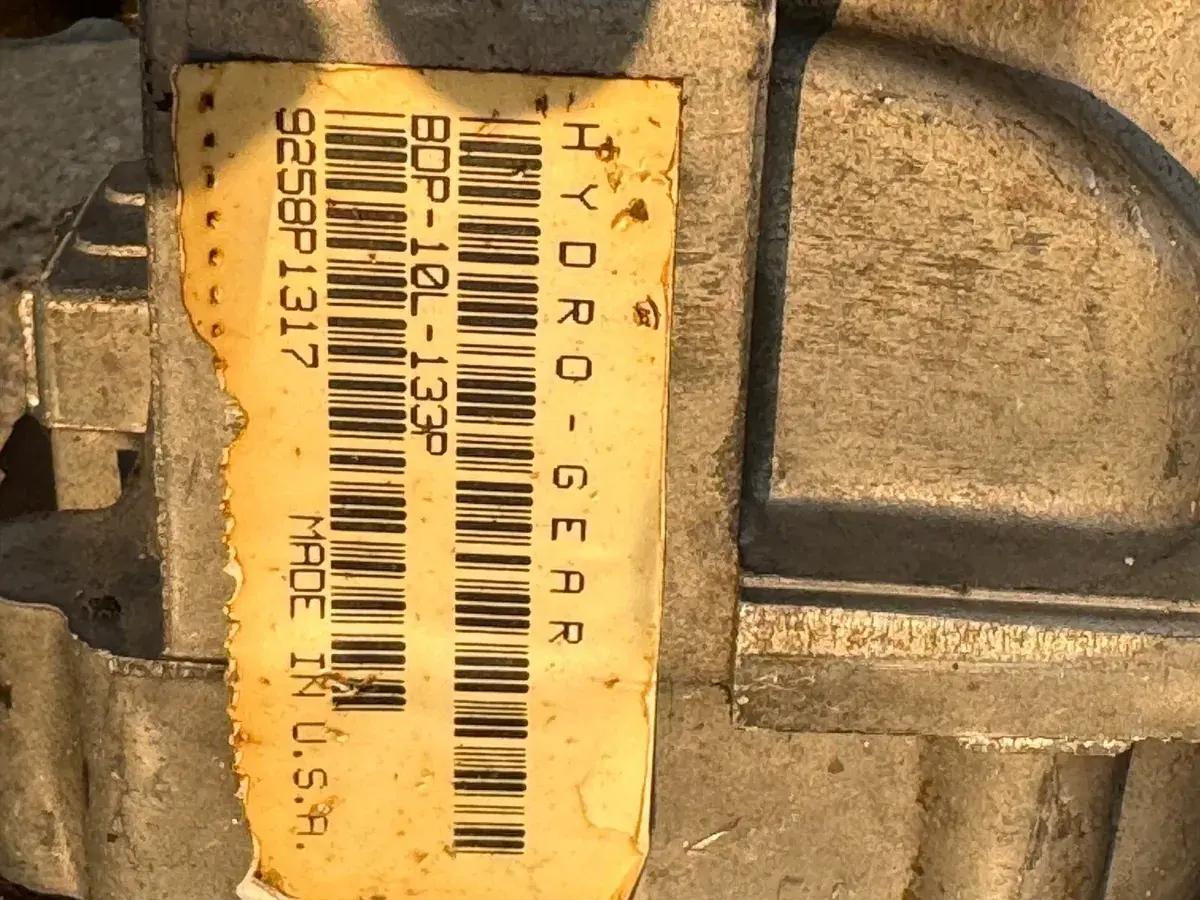 HYDRO-GEAR
BDP-10L-133P
9258P1317
MADE IN U.S.A.